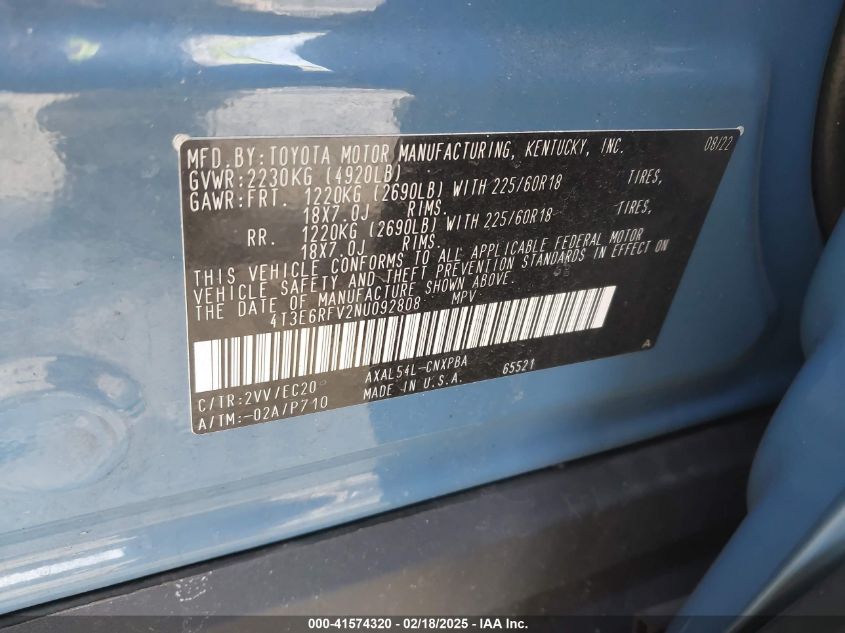 MFD.BY:TOYOTA MOTOR MANUFACTURING, KENTUCKY, INC. 08/22
GVWR:2230KG (4920LB)
GAWR:FRT. 1220KG (2690LB) WITH 225/60R18 TIRES,
18X7.0J RIMS.
RR. 1220KG (2690LB) WITH 225/60R18 TIRES,
18X7.0J RIMS.
THIS VEHICLE CONFORMS TO ALL APPLICABLE FEDERAL MOTOR
VEHICLE SAFETY AND THEFT PREVENTION STANDARDS IN EFFECT ON
THE DATE OF MANUFACTURE SHOWN ABOVE.
4T3E6RFV2NU092808 MPV
A
C/TR:2VV/EC20 AXAL54L-CNXPBA 65521
A/TM:-02A/P710 MADE IN U.S.A.
000-41574320 - 02/18/2025 - IAA Inc.